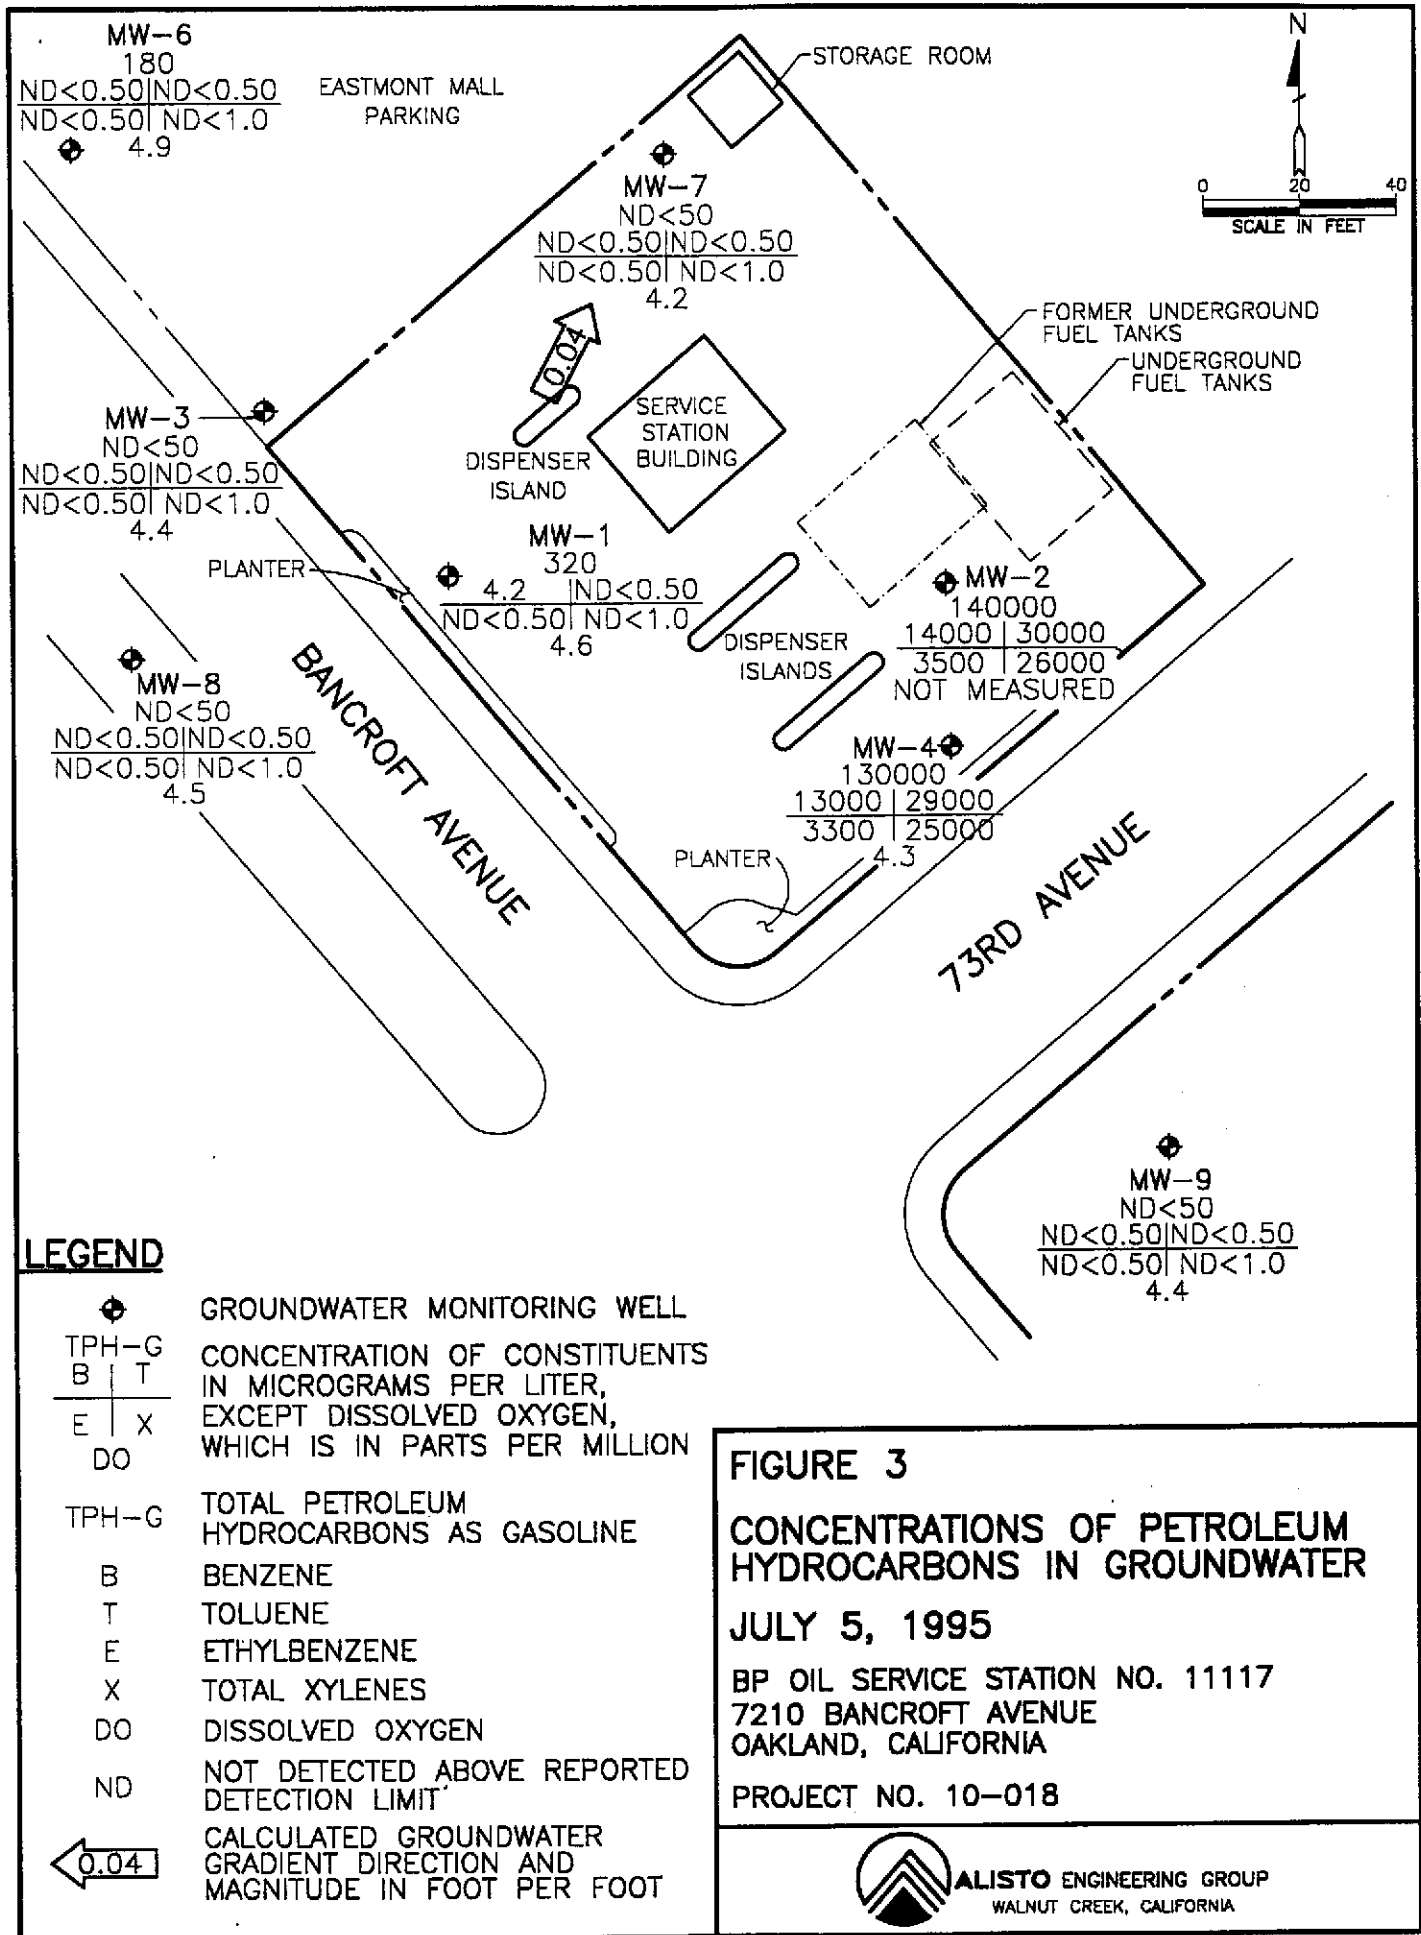 MW-6
180
ND<0.50|ND<0.50
ND<0.50| ND<1.0
4.9
EASTMONT MALL
PARKING
STORAGE ROOM
N
0 20 40
SCALE IN FEET
MW-7
ND<50
ND<0.50|ND<0.50
ND<0.50| ND<1.0
4.2
0.04
FORMER UNDERGROUND
FUEL TANKS
UNDERGROUND
FUEL TANKS
SERVICE
STATION
BUILDING
DISPENSER
ISLAND
MW-3
ND<50
ND<0.50|ND<0.50
ND<0.50| ND<1.0
4.4
PLANTER
MW-1
320
4.2 |ND<0.50
ND<0.50| ND<1.0
4.6
MW-2
140000
14000 | 30000
3500 | 26000
NOT MEASURED
DISPENSER
ISLANDS
MW-8
ND<50
ND<0.50|ND<0.50
ND<0.50| ND<1.0
4.5
BANCROFT AVENUE
MW-4
130000
13000 | 29000
3300 | 25000
4.3
PLANTER
73RD AVENUE
MW-9
ND<50
ND<0.50|ND<0.50
ND<0.50| ND<1.0
4.4
LEGEND
GROUNDWATER MONITORING WELL
TPH-G
B | T
E | X
DO
CONCENTRATION OF CONSTITUENTS
IN MICROGRAMS PER LITER,
EXCEPT DISSOLVED OXYGEN,
WHICH IS IN PARTS PER MILLION
TPH-G TOTAL PETROLEUM
HYDROCARBONS AS GASOLINE
B BENZENE
T TOLUENE
E ETHYLBENZENE
X TOTAL XYLENES
DO DISSOLVED OXYGEN
ND NOT DETECTED ABOVE REPORTED
DETECTION LIMIT
0.04 CALCULATED GROUNDWATER
GRADIENT DIRECTION AND
MAGNITUDE IN FOOT PER FOOT
FIGURE 3
CONCENTRATIONS OF PETROLEUM
HYDROCARBONS IN GROUNDWATER
JULY 5, 1995
BP OIL SERVICE STATION NO. 11117
7210 BANCROFT AVENUE
OAKLAND, CALIFORNIA
PROJECT NO. 10-018
ALISTO ENGINEERING GROUP
WALNUT CREEK, CALIFORNIA